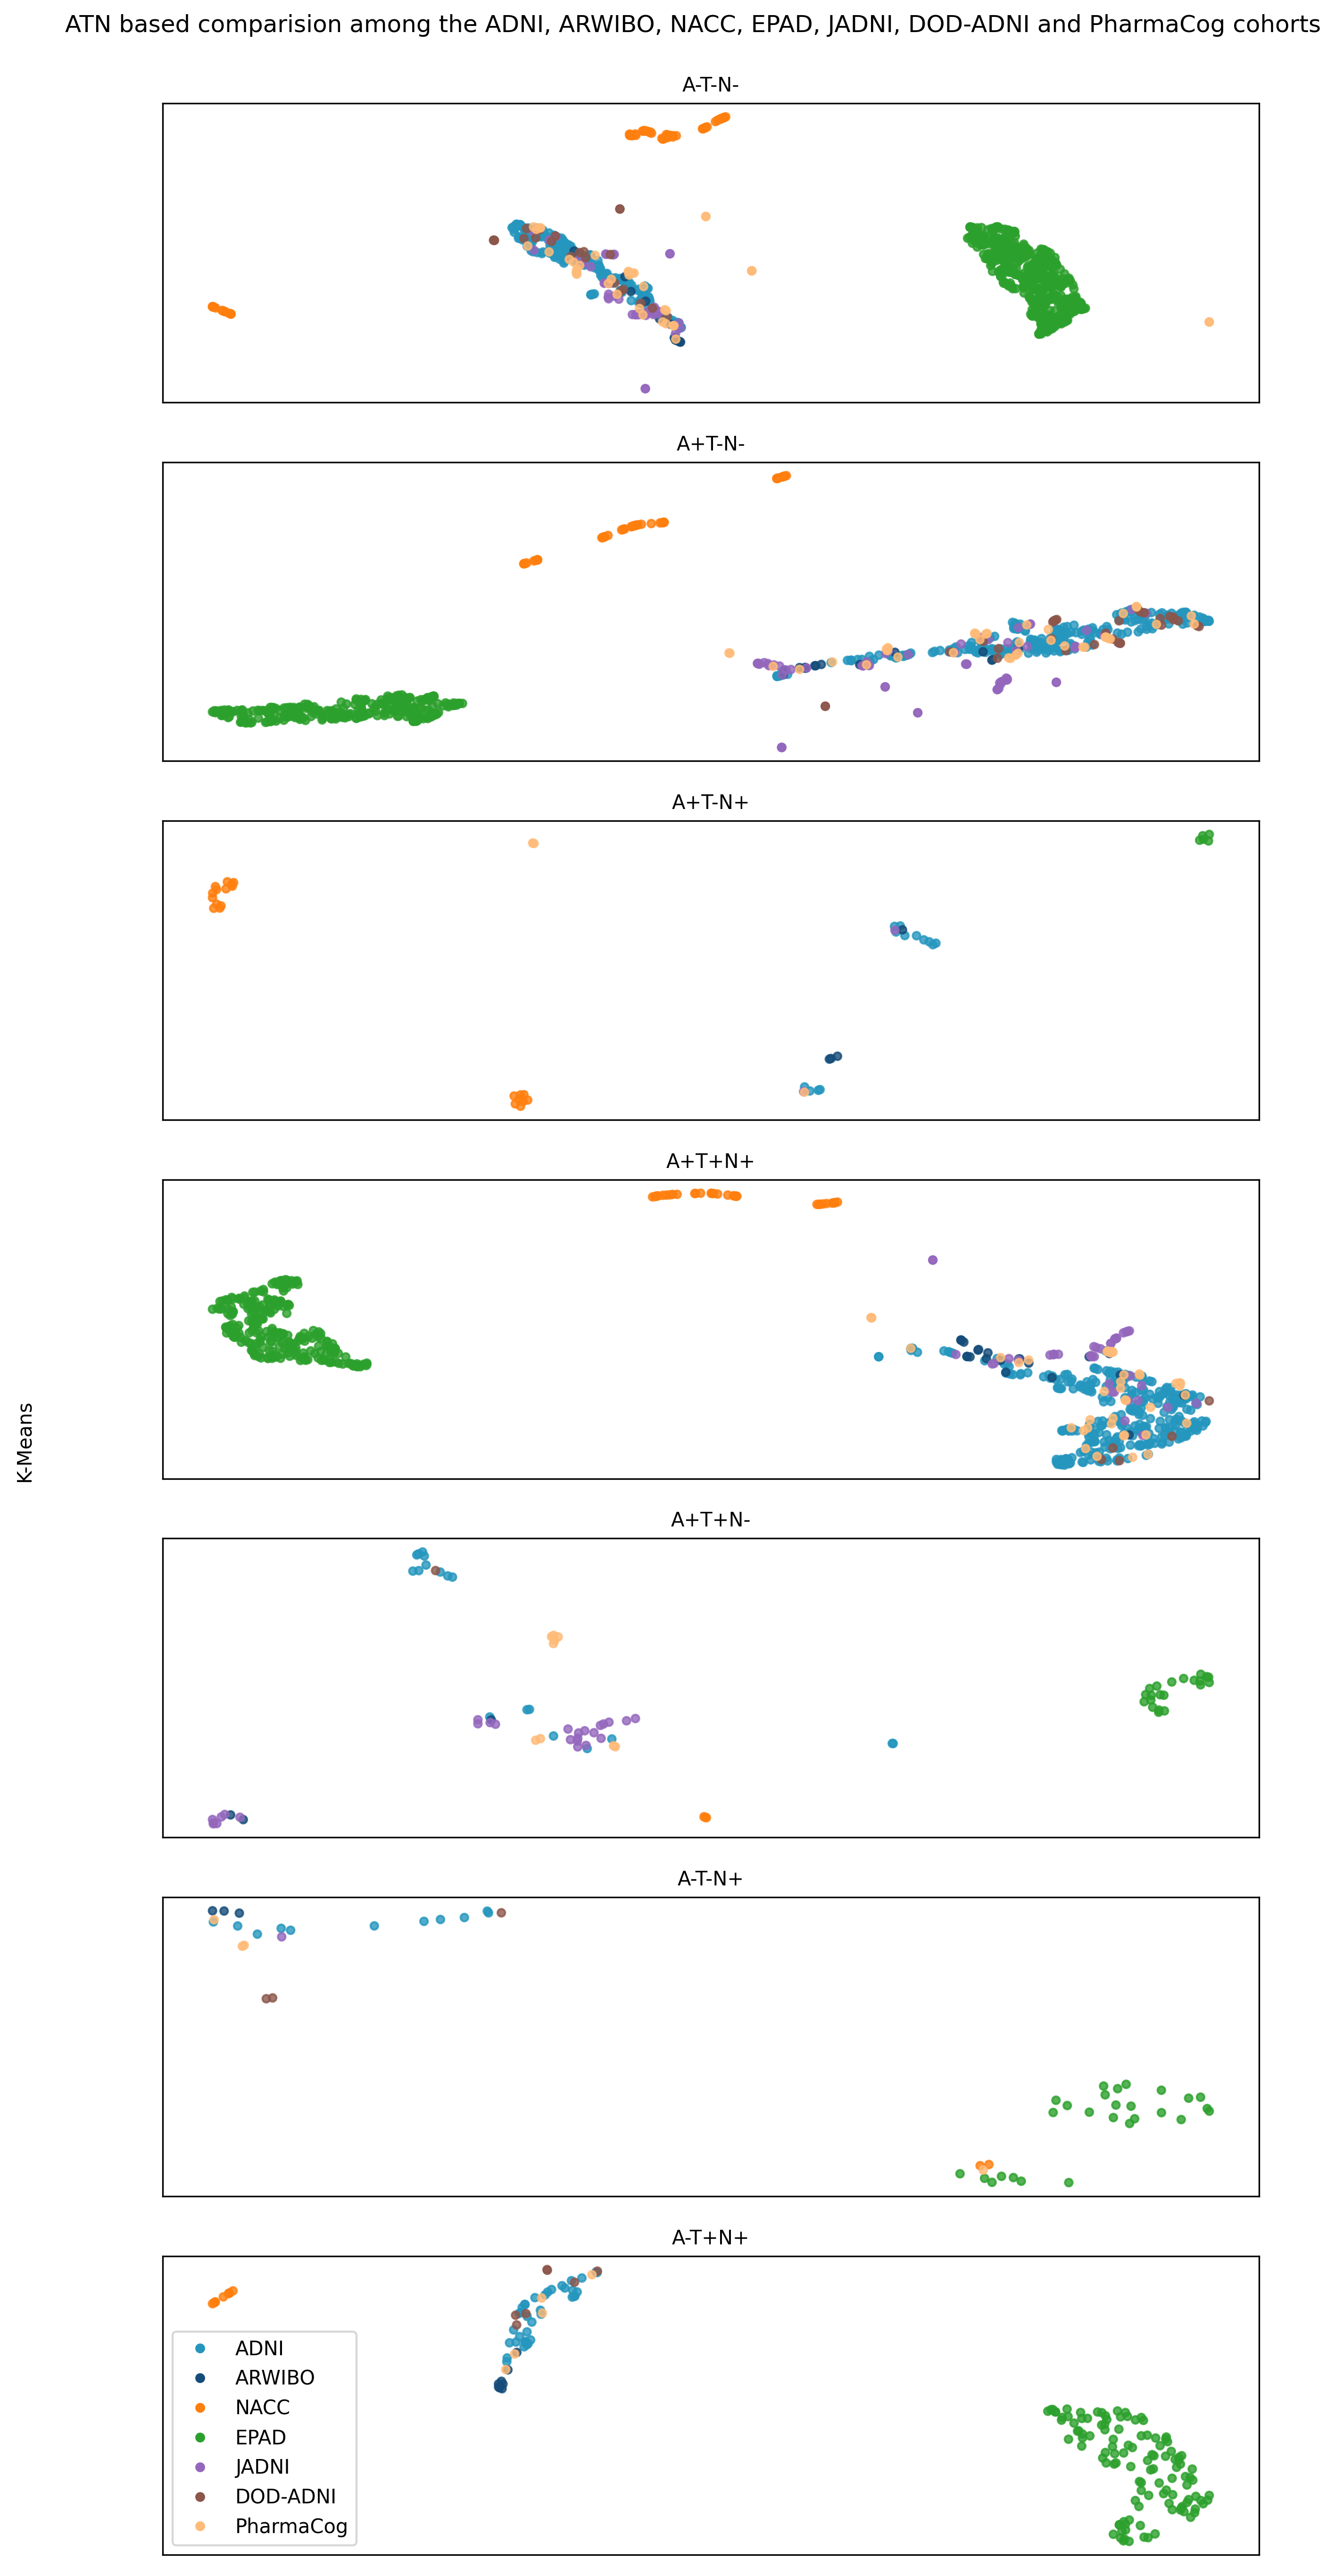 ATN based comparision among the ADNI, ARWIBO, NACC, EPAD, JADNI, DOD-ADNI and PharmaCog cohorts
A-T-N-
A+T-N-
A+T-N+
A+T+N+
K-Means
A+T+N-
A-T-N+
A-T+N+
ADNI
ARWIBO
NACC
EPAD
JADNI
DOD-ADNI
PharmaCog